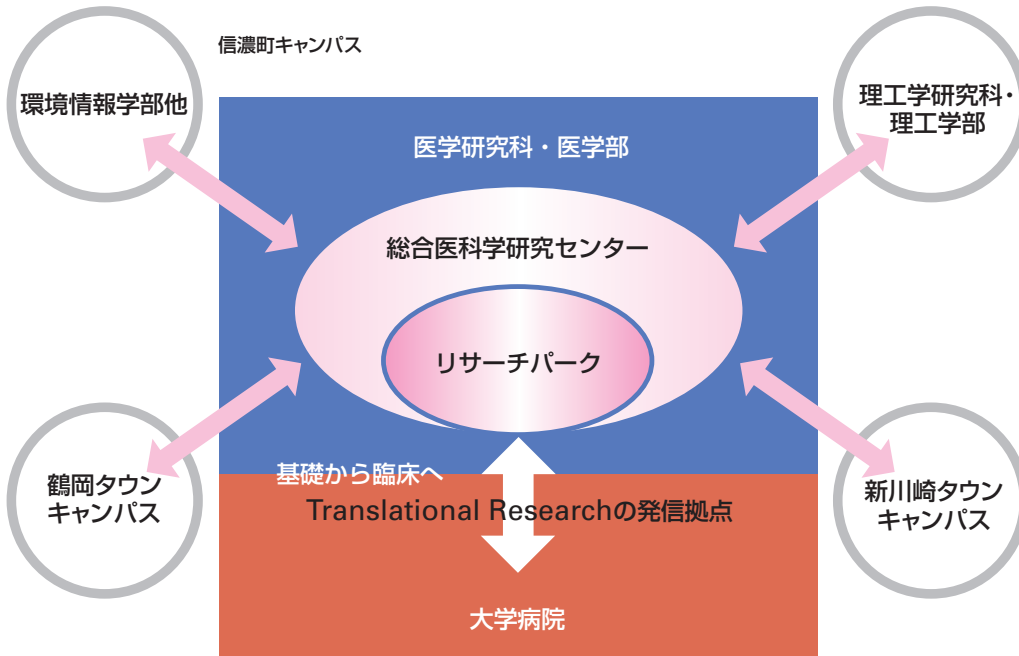 信濃町キャンパス
環境情報学部他
理工学研究科・
理工学部
医学研究科・医学部
総合医科学研究センター
リサーチパーク
基礎から臨床へ
Translational Researchの発信拠点
鶴岡タウン
キャンパス
新川崎タウン
キャンパス
大学病院